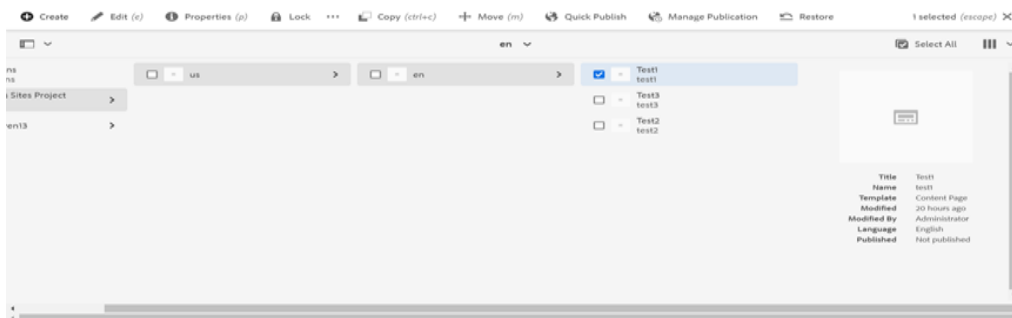 Create Edit (e) Properties (p) Lock ••• Copy (ctrl+c) Move (m) Quick Publish Manage Publication Restore 1 selected (escape)
en Select All
ns
ns
us
en
Test1
test1
Sites Project
Test3
test3
ven13
Test2
test2
Title Test1
Name test1
Template Content Page
Modified 20 hours ago
Modified By Administrator
Language English
Published Not published